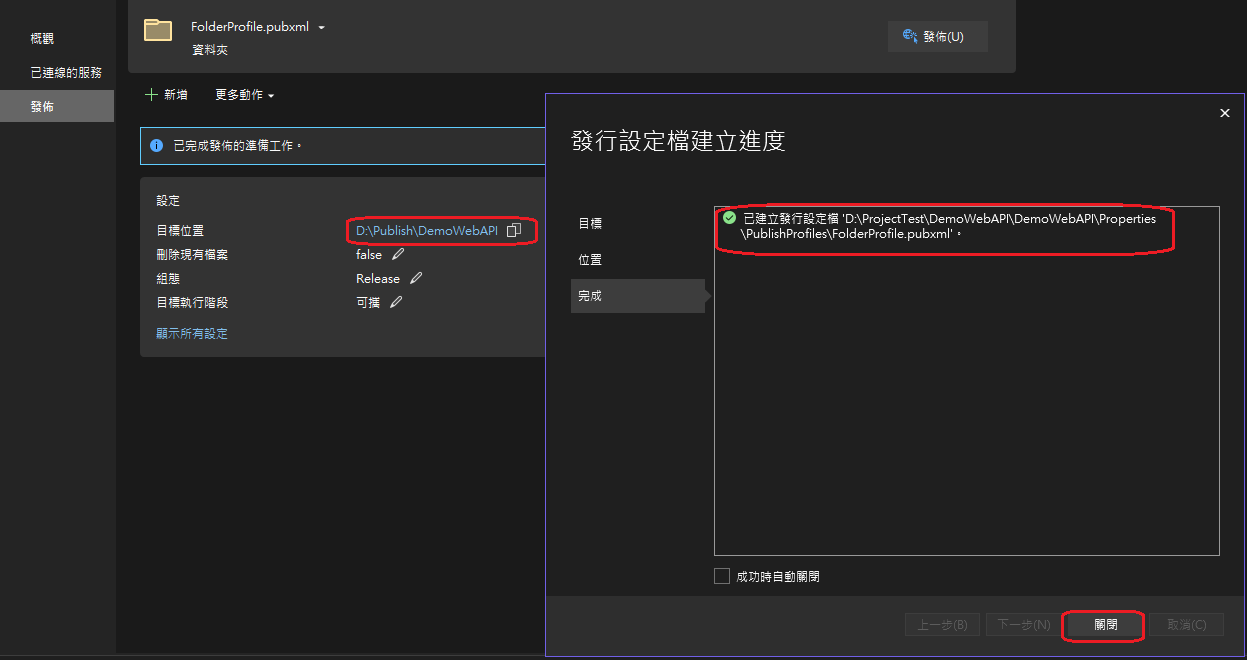 概觀
已連線的服務
發佈
FolderProfile.pubxml
資料夾
發佈(U)
新增
更多動作
已完成發佈的準備工作。
設定
目標位置 D:\Publish\DemoWebAPI
刪除現有檔案 false
組態 Release
目標執行階段 可攜
顯示所有設定
發行設定檔建立進度
目標
位置
完成
已建立發行設定檔 'D:\ProjectTest\DemoWebAPI\DemoWebAPI\Properties
\PublishProfiles\FolderProfile.pubxml'。
成功時自動關閉
上一步(B) 下一步(N) 關閉 取消(C)